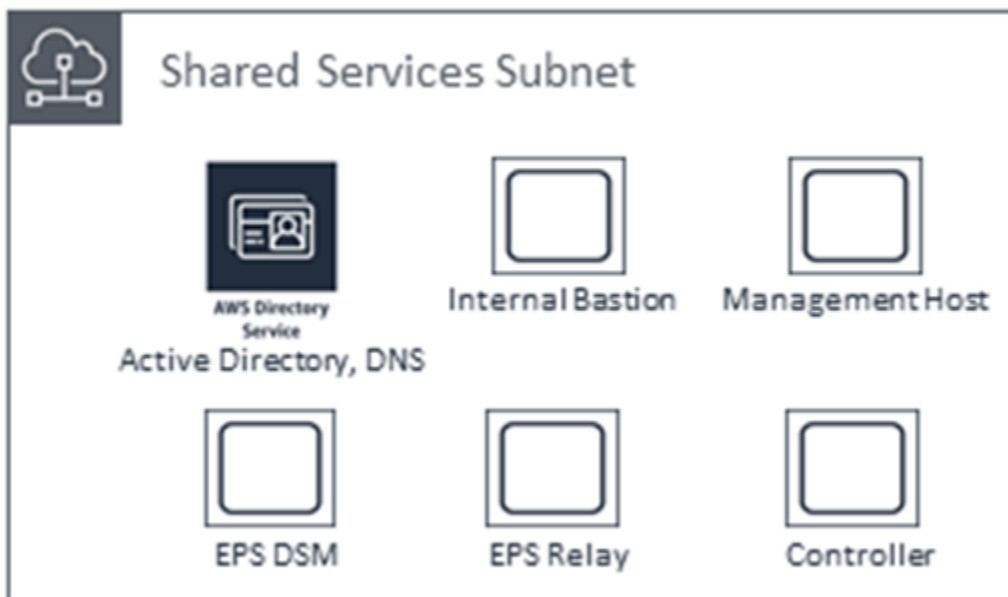 Shared Services Subnet
AWS Directory
Service
Active Directory, DNS
Internal Bastion
Management Host
EPS DSM
EPS Relay
Controller